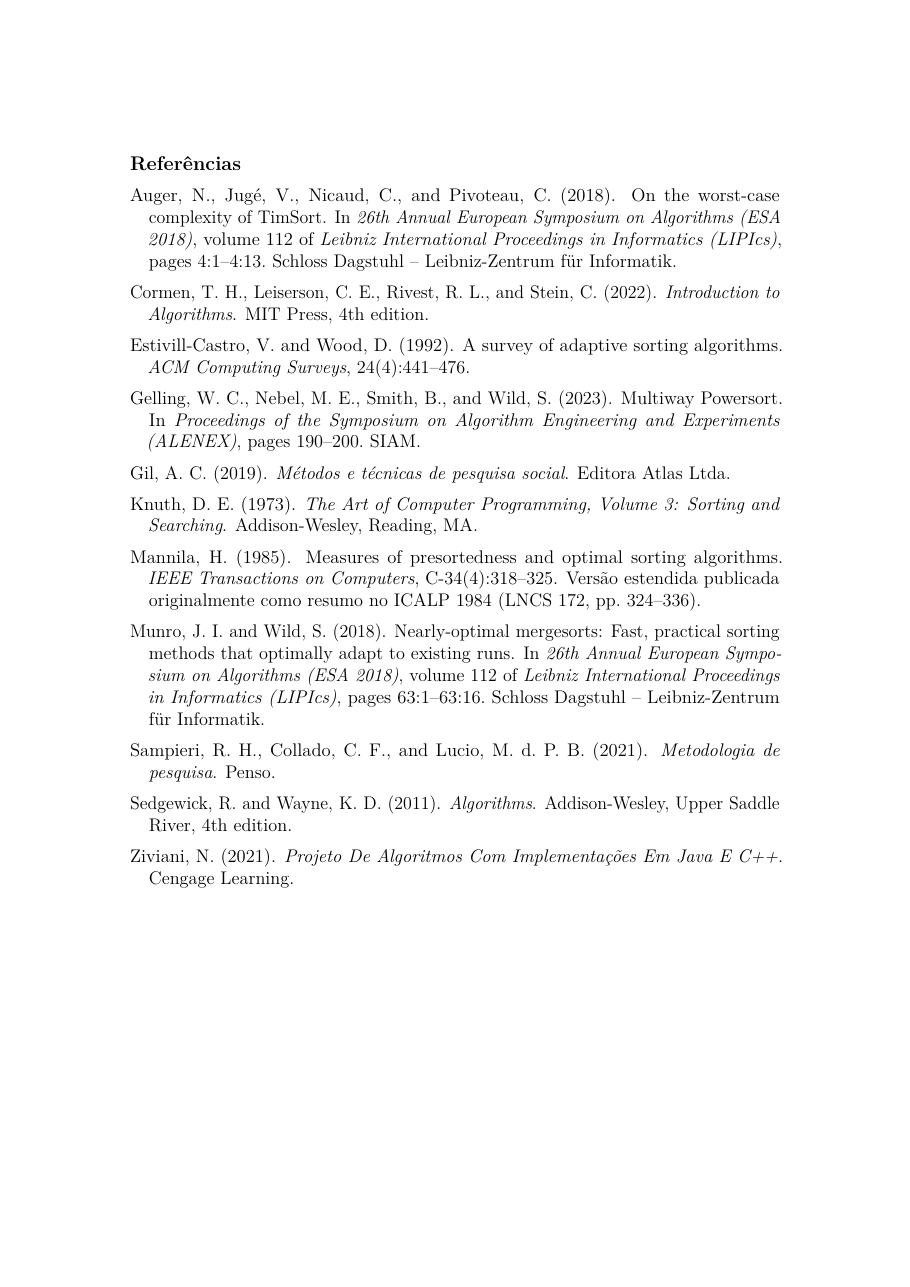 Referências
Auger, N., Jugé, V., Nicaud, C., and Pivoteau, C. (2018). On the worst-case
complexity of TimSort. In 26th Annual European Symposium on Algorithms (ESA
2018), volume 112 of Leibniz International Proceedings in Informatics (LIPIcs),
pages 4:1–4:13. Schloss Dagstuhl – Leibniz-Zentrum für Informatik.
Cormen, T. H., Leiserson, C. E., Rivest, R. L., and Stein, C. (2022). Introduction to
Algorithms. MIT Press, 4th edition.
Estivill-Castro, V. and Wood, D. (1992). A survey of adaptive sorting algorithms.
ACM Computing Surveys, 24(4):441–476.
Gelling, W. C., Nebel, M. E., Smith, B., and Wild, S. (2023). Multiway Powersort.
In Proceedings of the Symposium on Algorithm Engineering and Experiments
(ALENEX), pages 190–200. SIAM.
Gil, A. C. (2019). Métodos e técnicas de pesquisa social. Editora Atlas Ltda.
Knuth, D. E. (1973). The Art of Computer Programming, Volume 3: Sorting and
Searching. Addison-Wesley, Reading, MA.
Mannila, H. (1985). Measures of presortedness and optimal sorting algorithms.
IEEE Transactions on Computers, C-34(4):318–325. Versão estendida publicada
originalmente como resumo no ICALP 1984 (LNCS 172, pp. 324–336).
Munro, J. I. and Wild, S. (2018). Nearly-optimal mergesorts: Fast, practical sorting
methods that optimally adapt to existing runs. In 26th Annual European Sympo-
sium on Algorithms (ESA 2018), volume 112 of Leibniz International Proceedings
in Informatics (LIPIcs), pages 63:1–63:16. Schloss Dagstuhl – Leibniz-Zentrum
für Informatik.
Sampieri, R. H., Collado, C. F., and Lucio, M. d. P. B. (2021). Metodologia de
pesquisa. Penso.
Sedgewick, R. and Wayne, K. D. (2011). Algorithms. Addison-Wesley, Upper Saddle
River, 4th edition.
Ziviani, N. (2021). Projeto De Algoritmos Com Implementações Em Java E C++.
Cengage Learning.